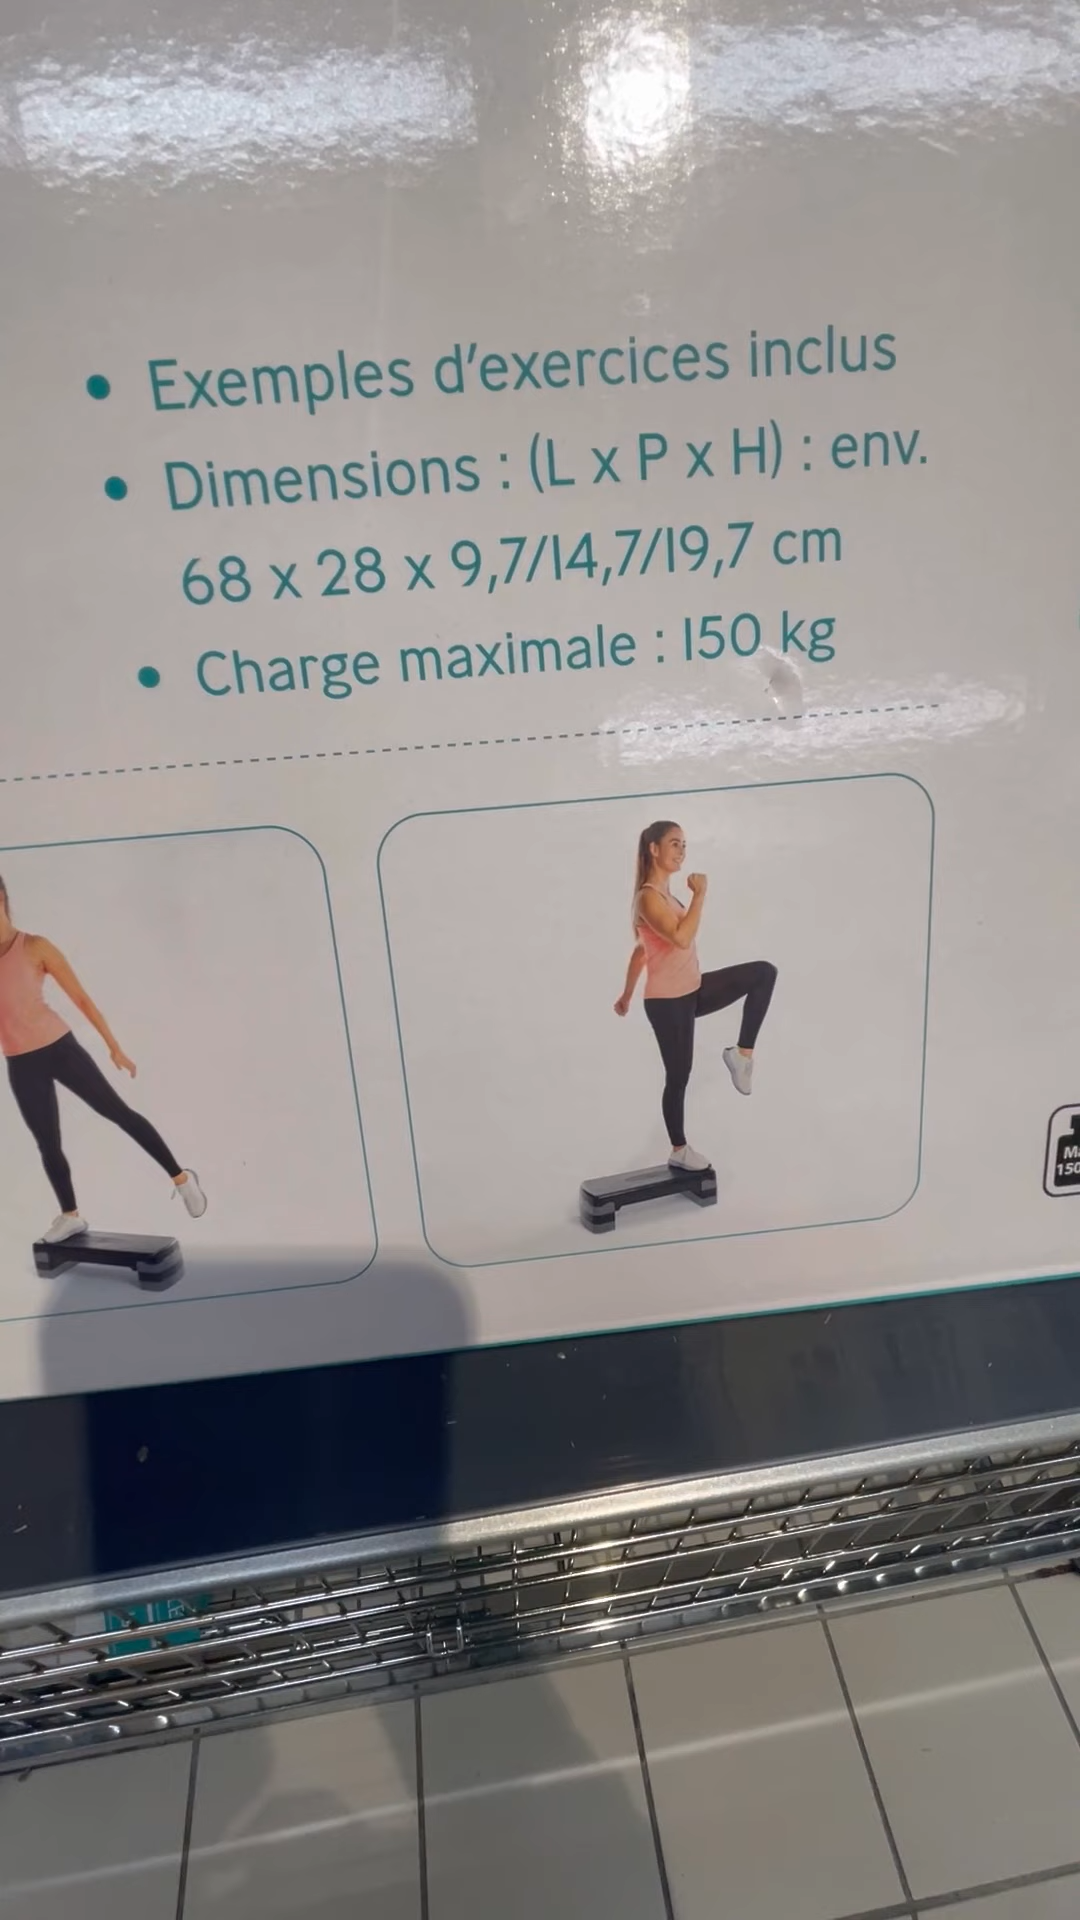 • Exemples d'exercices inclus
• Dimensions : (L x P x H) : env.
68 x 28 x 9,7/14,7/19,7 cm
• Charge maximale : 150 kg